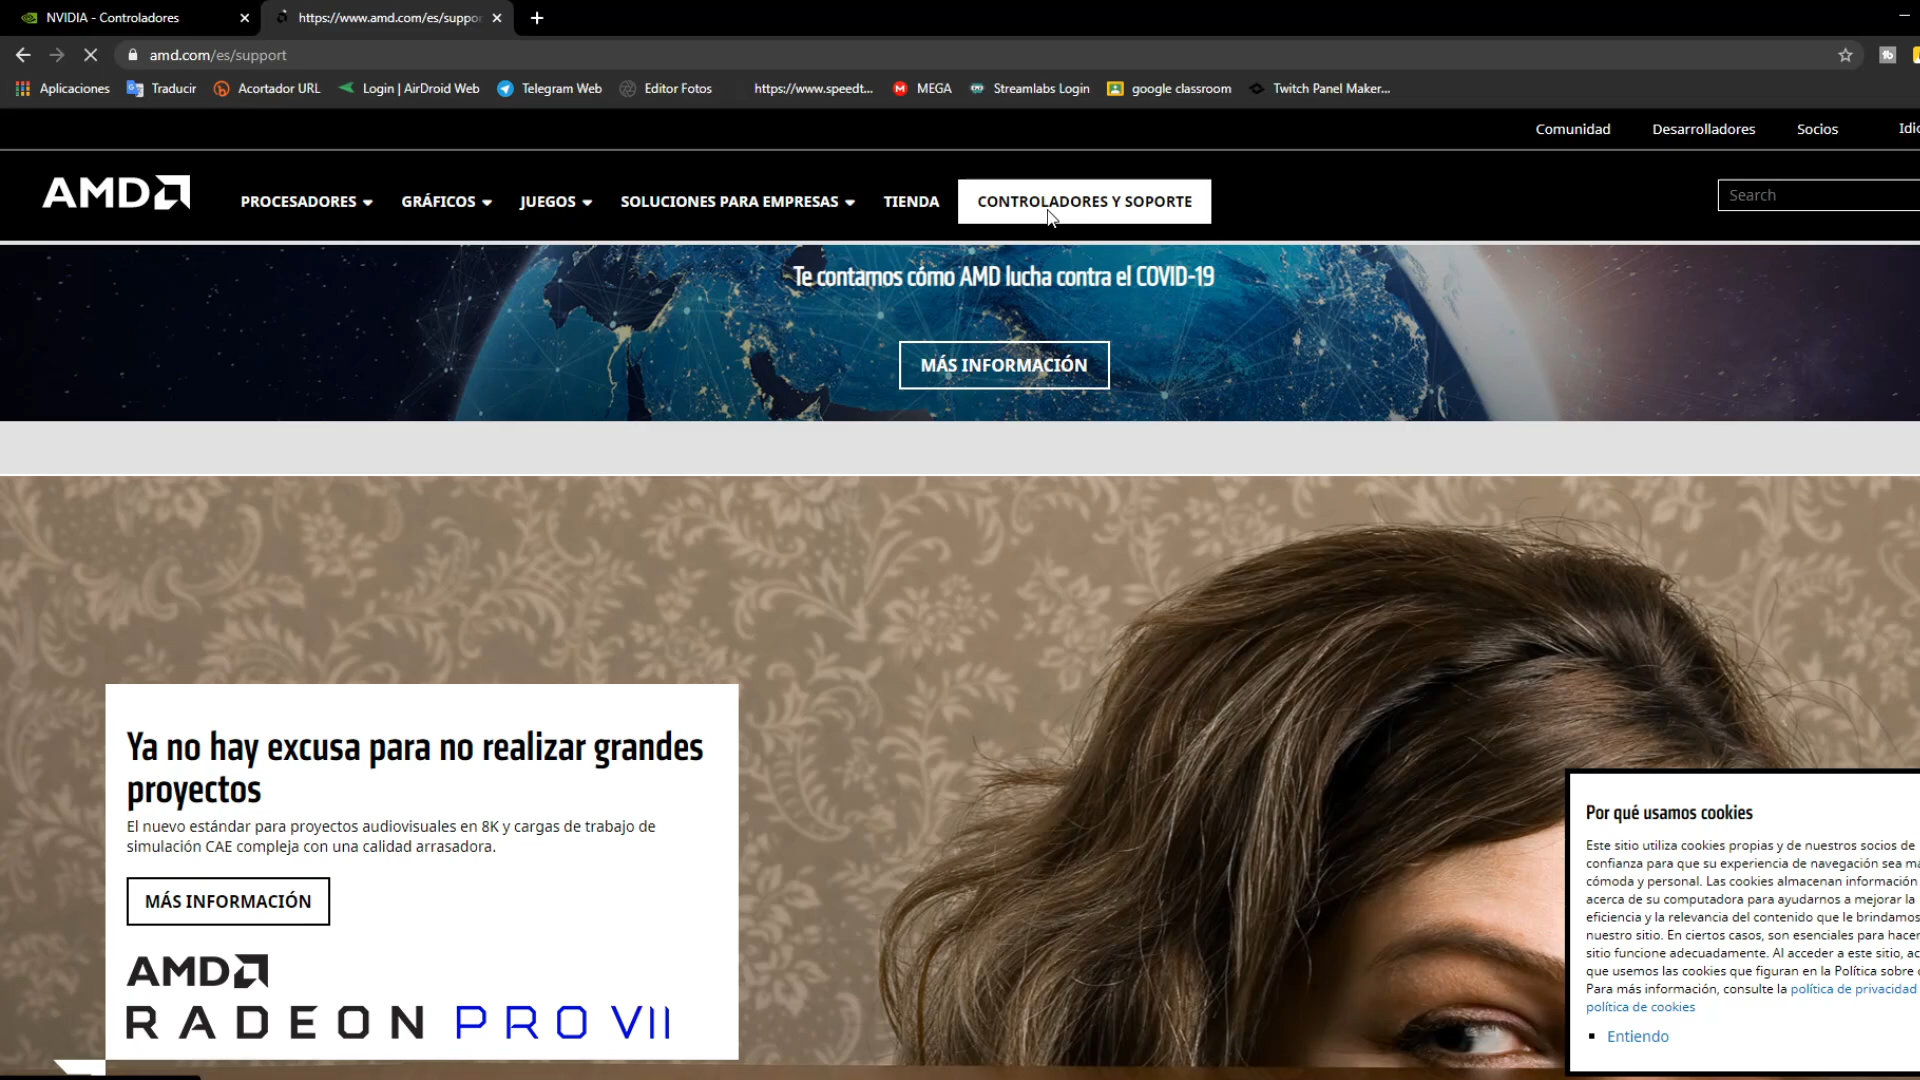 NVIDIA - Controladores
https://www.amd.com/es/suppo
amd.com/es/support
Aplicaciones
Traducir
Acortador URL
Login | AirDroid Web
Telegram Web
Editor Fotos
https://www.speedt...
MEGA
Streamlabs Login
google classroom
Twitch Panel Maker...
Comunidad
Desarrolladores
Socios
AMD
PROCESADORES
GRÁFICOS
JUEGOS
SOLUCIONES PARA EMPRESAS
TIENDA
CONTROLADORES Y SOPORTE
Search
Te contamos cómo AMD lucha contra el COVID-19
MÁS INFORMACIÓN
Ya no hay excusa para no realizar grandes
proyectos
El nuevo estándar para proyectos audiovisuales en 8K y cargas de trabajo de
simulación CAE compleja con una calidad arrasadora.
MÁS INFORMACIÓN
AMD
RADEON PRO VII
Por qué usamos cookies
Este sitio utiliza cookies propias y de nuestros socios de
confianza para que su experiencia de navegación sea
cómoda y personal. Las cookies almacenan información
acerca de su computadora para ayudarnos a mejorar la
eficiencia y la relevancia del contenido que le brindamos
nuestro sitio. En ciertos casos, son esenciales para
sitio funcione adecuadamente. Al acceder a este sitio,
que usemos las cookies que figuran en la Política sobre
Para más información, consulte la política de privacidad
política de cookies
Entiendo